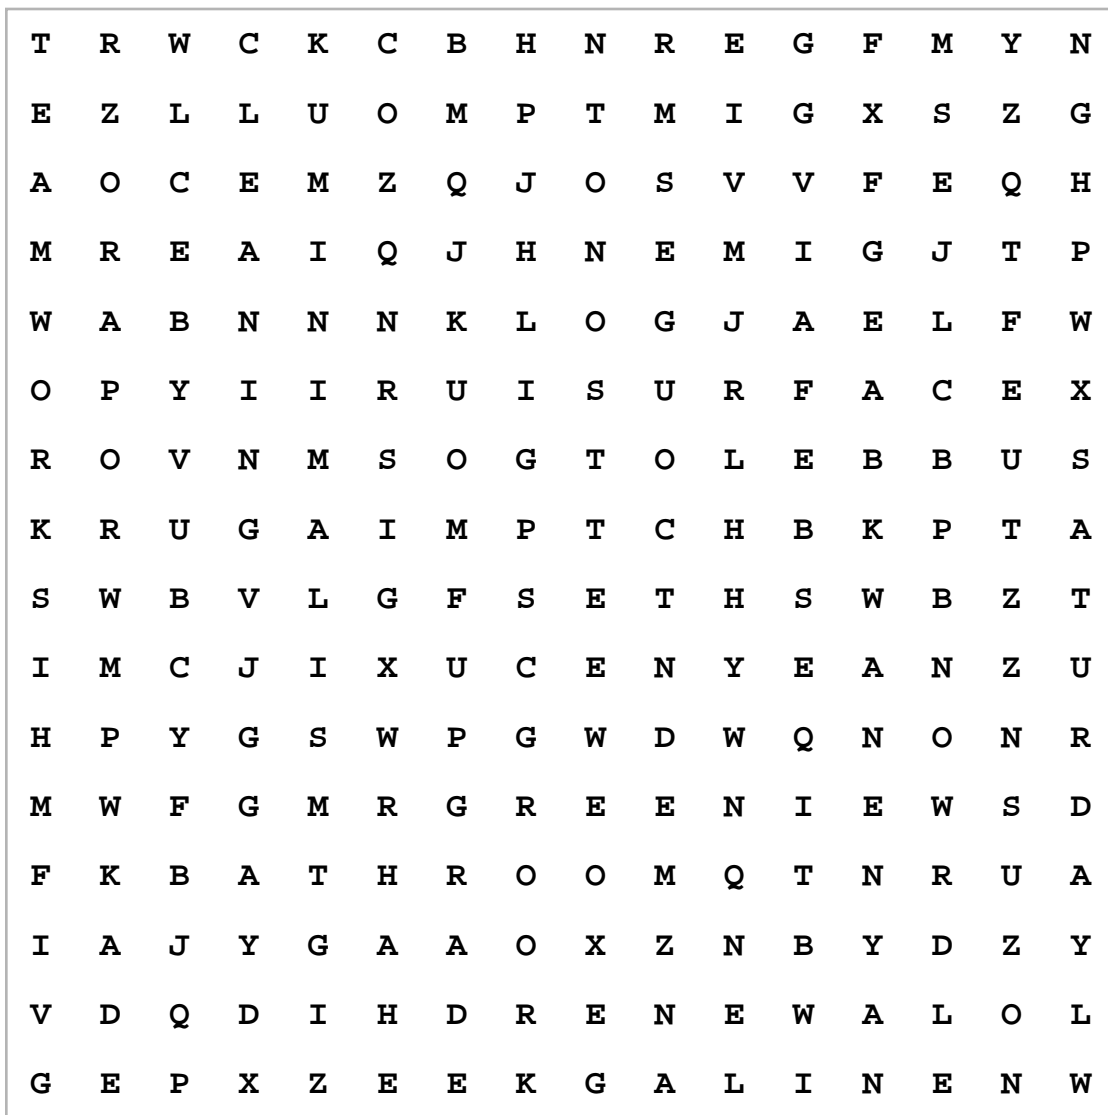 T R W C K C B H N R E G F M Y N
E Z L L U O M P T M I G X S Z G
A O C E M Z Q J O S V V F E Q H
M R E A I Q J H N E M I G J T P
W A B N N N K L O G J A E L F W
O P Y I I R U I S U R F A C E X
R O V N M S O G T O L E B B U S
K R U G A I M P T C H B K P T A
S W B V L G F S E T H S W B Z T
I M C J I X U C E N Y E A N Z U
H P Y G S W P G W D W Q N O N R
M W F G M R G R E E N I E W S D
F K B A T H R O O M Q T N R U A
I A J Y G A A O X Z N B Y D Z Y
V D Q D I H D R E N E W A L O L
G E P X Z E E K G A L I N E N W